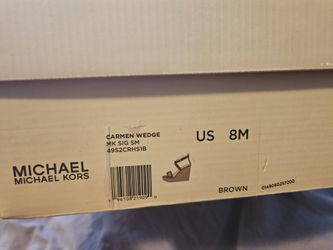 CARMEN WEDGE
MK SIG SM
49S2CRHS1B
US 8M
MICHAEL
MICHAEL KORS
BROWN